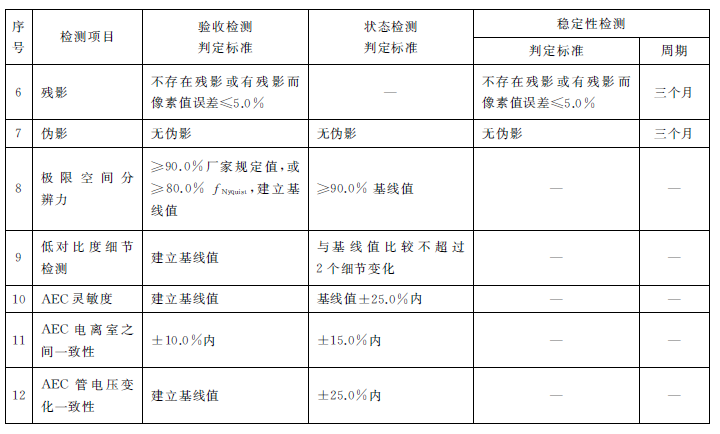 序号 检测项目 验收检测判定标准 状态检测判定标准 稳定性检测
判定标准 周期
6 残影 不存在残影或有残影而像素值误差≤5.0% — 不存在残影或有残影而像素值误差≤5.0% 三个月
7 伪影 无伪影 无伪影 无伪影 三个月
8 极限空间分辨力 ≥90.0%厂家规定值,或≥80.0% fNyquist,建立基线值 ≥90.0% 基线值 — —
9 低对比度细节检测 建立基线值 与基线值比较不超过2个细节变化 — —
10 AEC灵敏度 建立基线值 基线值±25.0%内 — —
11 AEC 电离室之间一致性 ±10.0%内 ±15.0%内 — —
12 AEC 管电压变化一致性 建立基线值 ±25.0%内 — —